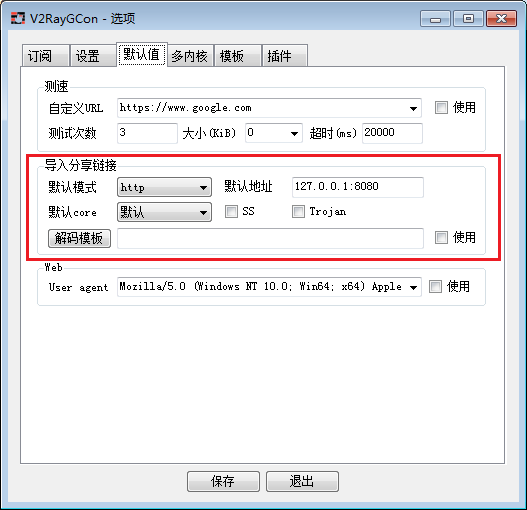 V2RayGCon - 选项
订阅 设置 默认值 多内核 模板 插件
测速
自定义URL https://www.google.com 使用
测试次数 3 大小(KiB) 0 超时(ms) 20000
导入分享链接
默认模式 http 默认地址 127.0.0.1:8080
默认core 默认 SS Trojan
解码模板 使用
Web
User agent Mozilla/5.0 (Windows NT 10.0; Win64; x64) Apple 使用
保存 退出